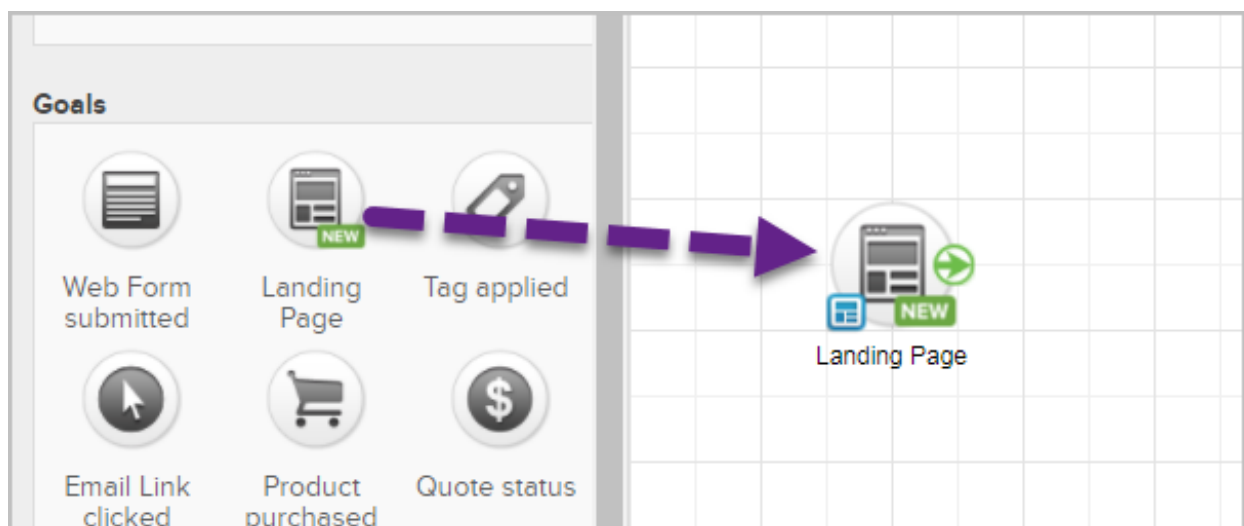 Goals
NEW
Web Form
submitted
Landing
Page
Tag applied
NEW
Landing Page
$
Email Link
clicked
Product
purchased
Quote status